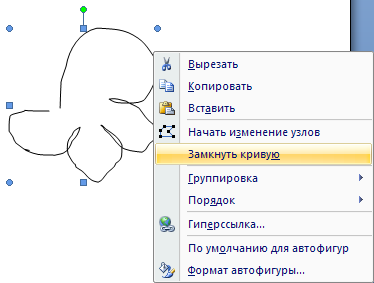 Вырезать
Копировать
Вставить
Начать изменение узлов
Замкнуть кривую
Группировка
Порядок
Гиперссылка...
По умолчанию для автофигур
Формат автофигуры...